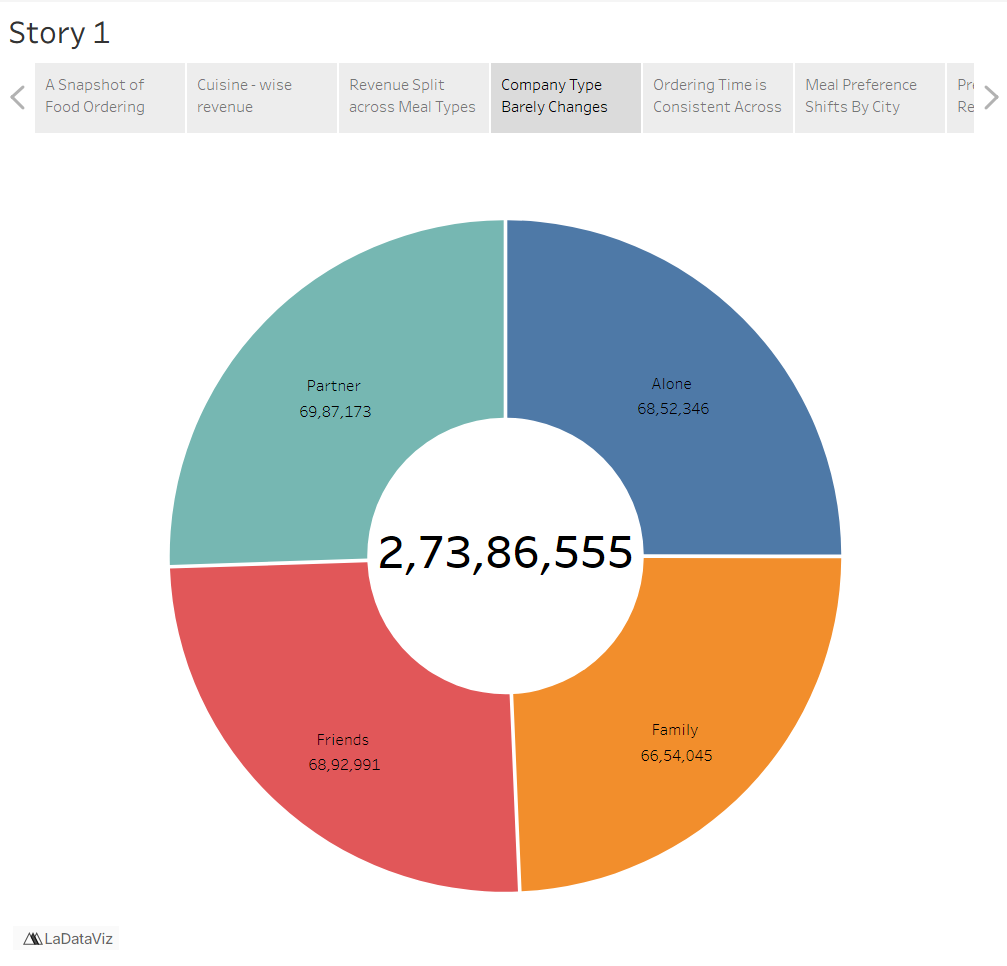 Story 1
A Snapshot of
Food Ordering
Cuisine - wise
revenue
Revenue Split
across Meal Types
Company Type
Barely Changes
Ordering Time is
Consistent Across
Meal Preference
Shifts By City
Partner
69,87,173
Alone
68,52,346
2,73,86,555
Friends
68,92,991
Family
66,54,045
LaDataViz